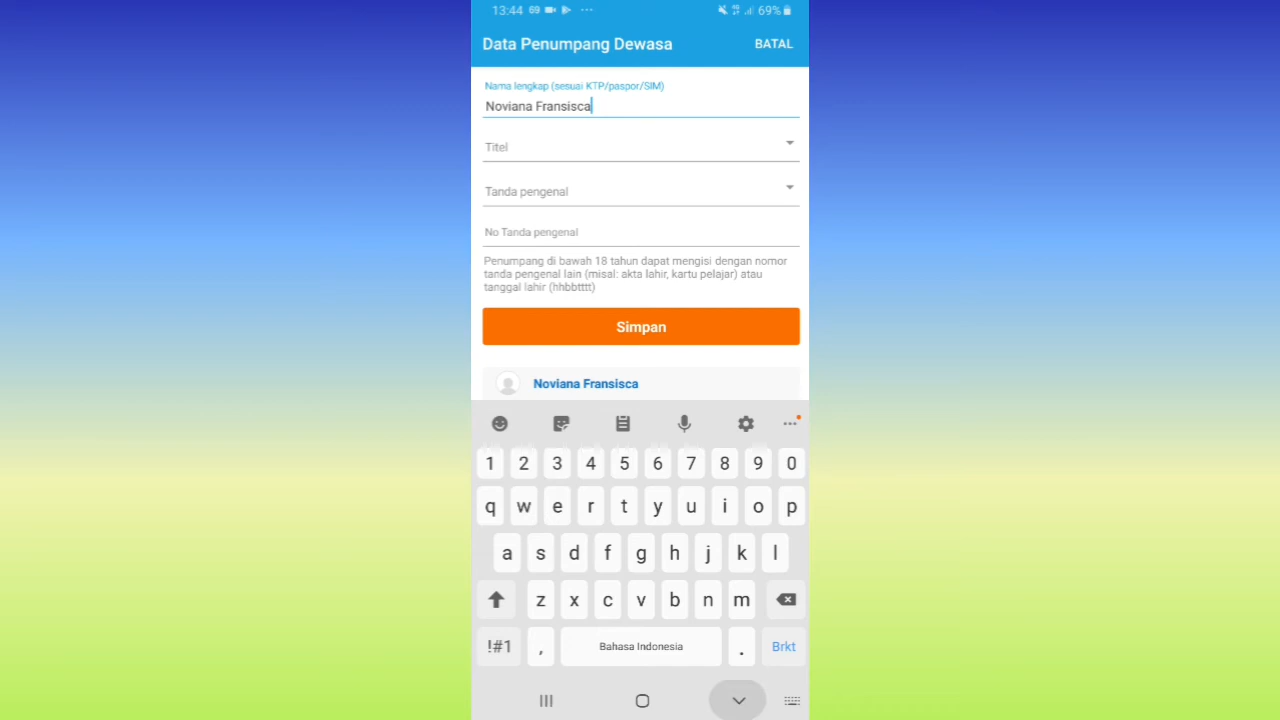 13:44 69 69%
Data Penumpang Dewasa BATAL
Nama lengkap (sesuai KTP/paspor/SIM)
Noviana Fransisca
Titel
Tanda pengenal
No Tanda pengenal
Penumpang di bawah 18 tahun dapat mengisi dengan nomor
tanda pengenal lain (misal: akta lahir, kartu pelajar) atau
tanggal lahir (hhbbtttt)
Simpan
Noviana Fransisca
1 2 3 4 5 6 7 8 9 0
q w e r t y u i o p
a s d f g h j k l
z x c v b n m
!#1 , Bahasa Indonesia . Brkt